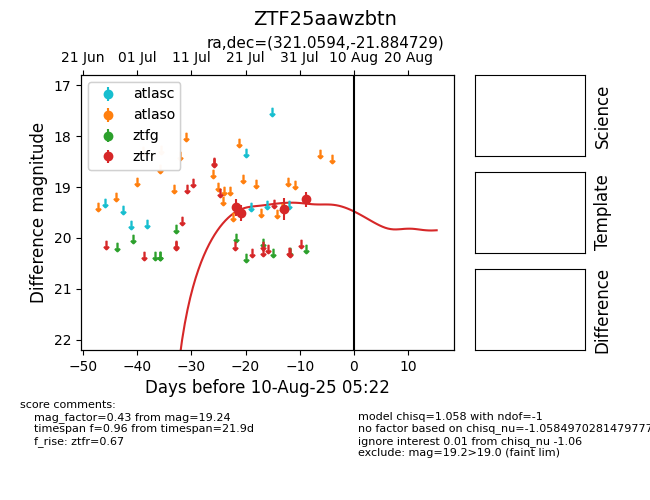 ZTF25aawzbtn
ra,dec=(321.0594,-21.884729)
21 Jun 01 Jul 11 Jul 21 Jul 31 Jul 10 Aug 20 Aug
17
18
19
20
21
22
Difference magnitude
atlasc
atlaso
ztfg
ztfr
−50 −40 −30 −20 −10 0 10
Days before 10-Aug-25 05:22
Science
Template
Difference
score comments:
mag_factor=0.43 from mag=19.24
timespan f=0.96 from timespan=21.9d
f_rise: ztfr=0.67
model chisq=1.058 with ndof=-1
no factor based on chisq_nu=-1.0584970281479777
ignore interest 0.01 from chisq_nu -1.06
exclude: mag=19.2>19.0 (faint lim)